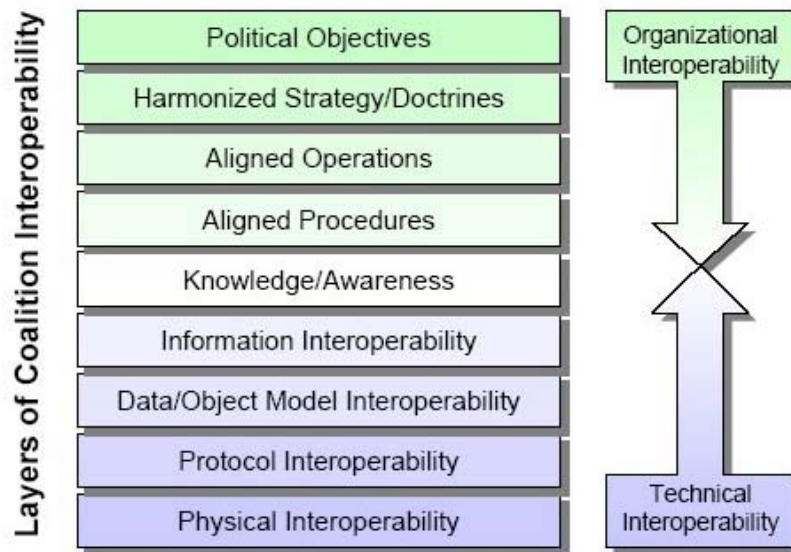 Layers of Coalition Interoperability
Political Objectives
Harmonized Strategy/Doctrines
Aligned Operations
Aligned Procedures
Knowledge/Awareness
Information Interoperability
Data/Object Model Interoperability
Protocol Interoperability
Physical Interoperability
Organizational
Interoperability
Technical
Interoperability